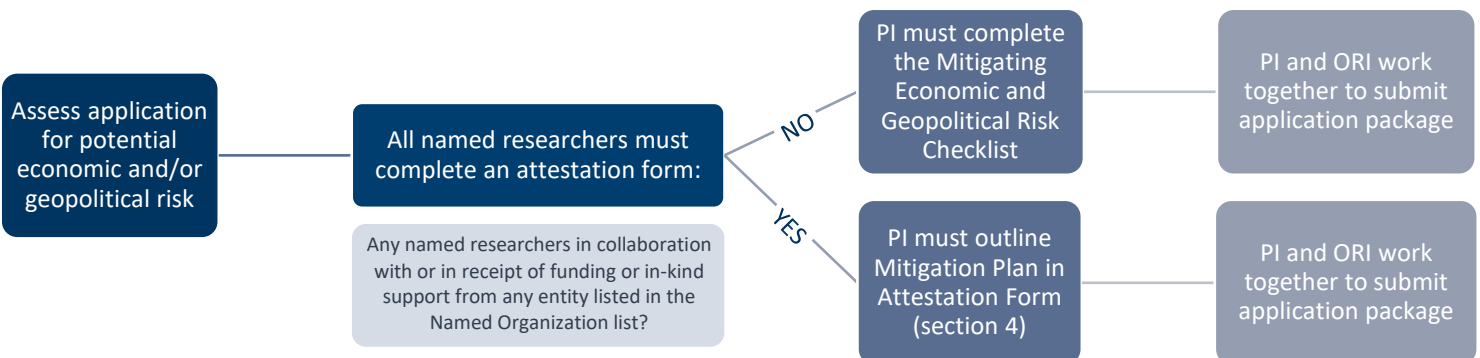 Assess application
for potential
economic and/or
geopolitical risk
All named researchers must
complete an attestation form:
Any named researchers in collaboration
with or in receipt of funding or in-kind
support from any entity listed in the
Named Organization list?
NO
PI must complete
the Mitigating
Economic and
Geopolitical Risk
Checklist
PI and ORI work
together to submit
application package
YES
PI must outline
Mitigation Plan in
Attestation Form
(section 4)
PI and ORI work
together to submit
application package